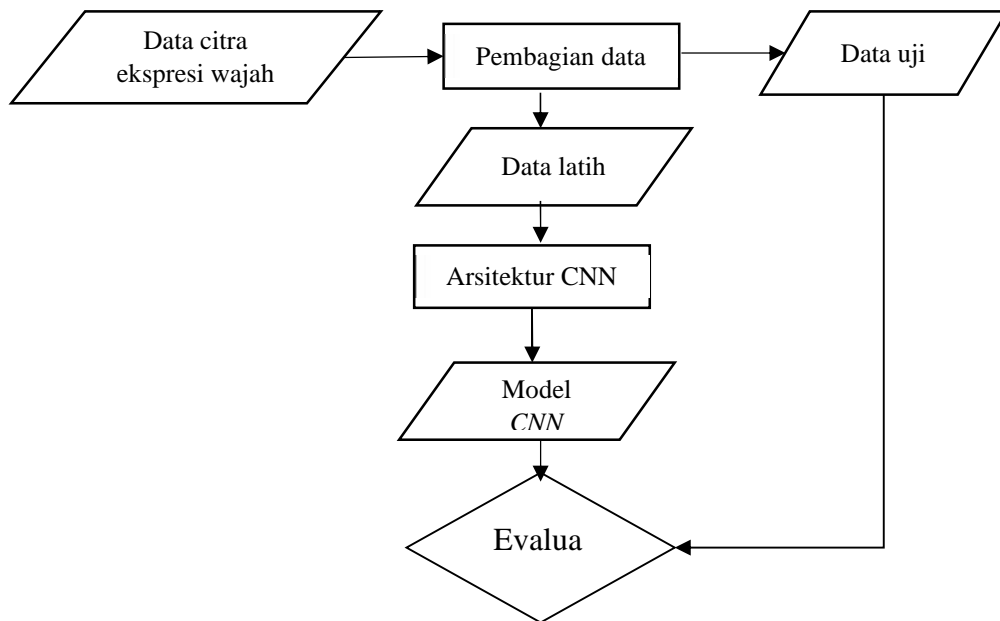 Data citra
ekspresi wajah
Pembagian data
Data uji
Data latih
Arsitektur CNN
Model
CNN
Evalua